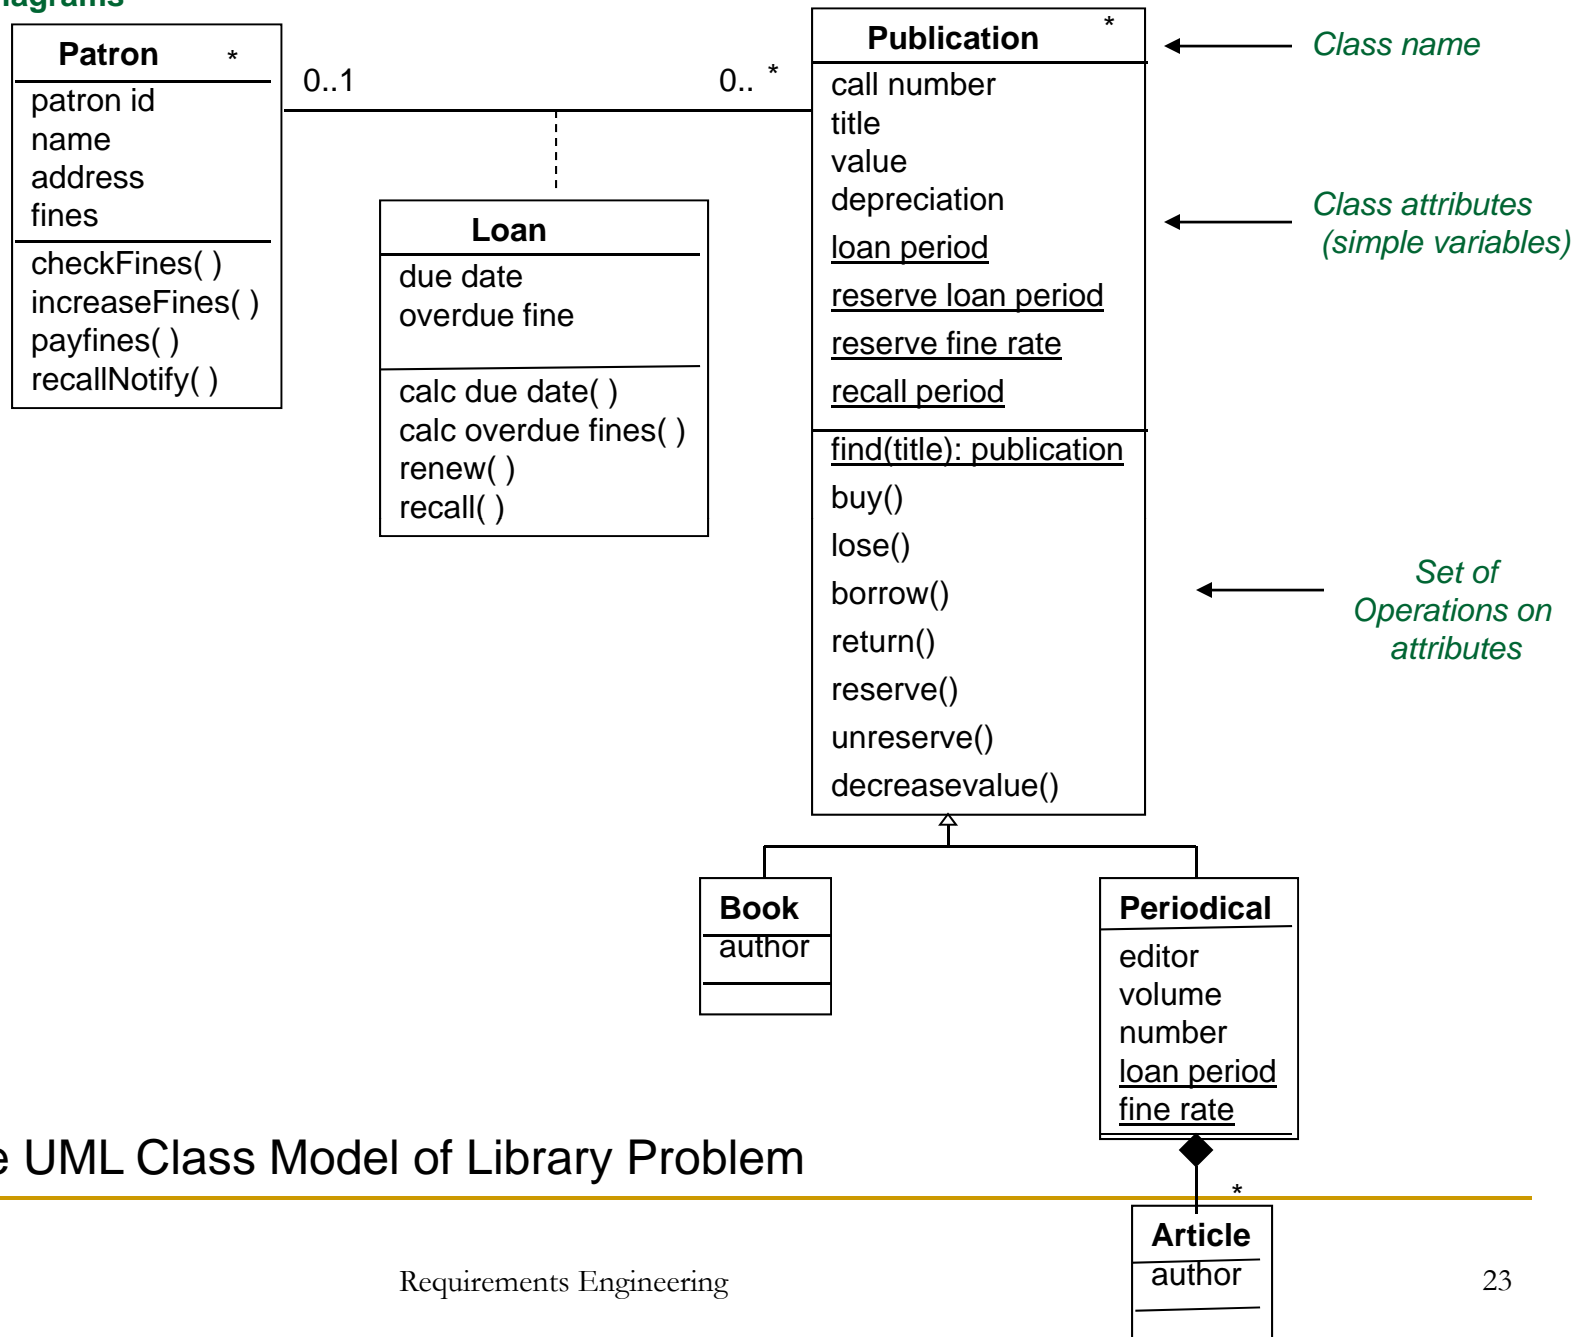 Patron *
patron id
name
address
fines
checkFines( )
increaseFines( )
payfines( )
recallNotify( )
0..1
0.. *
Loan
due date
overdue fine
calc due date( )
calc overdue fines( )
renew( )
recall( )
Publication *
call number
title
value
depreciation
loan period
reserve loan period
reserve fine rate
recall period
find(title): publication
buy()
lose()
borrow()
return()
reserve()
unreserve()
decreasevalue()
Class name
Class attributes
(simple variables)
Set of
Operations on
attributes
Book
author
Periodical
editor
volume
number
loan period
fine rate
*
Article
author
UML Class Model of Library Problem
Requirements Engineering
23